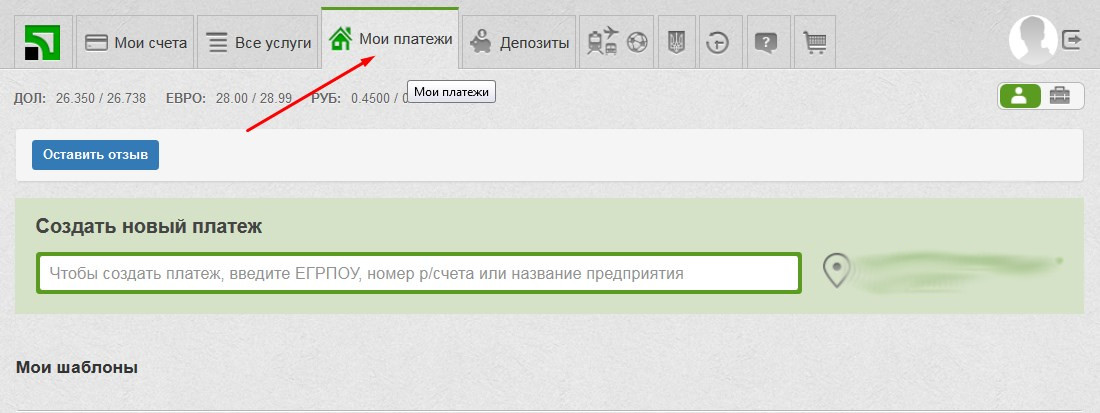 Мои счета
Все услуги
Мои платежи
Депозиты
ДОЛ: 26.350 / 26.738 ЕВРО: 28.00 / 28.99 РУБ: 0.4500 /
Мои платежи
Оставить отзыв
Создать новый платеж
Чтобы создать платеж, введите ЕГРПОУ, номер р/счета или название предприятия
Мои шаблоны